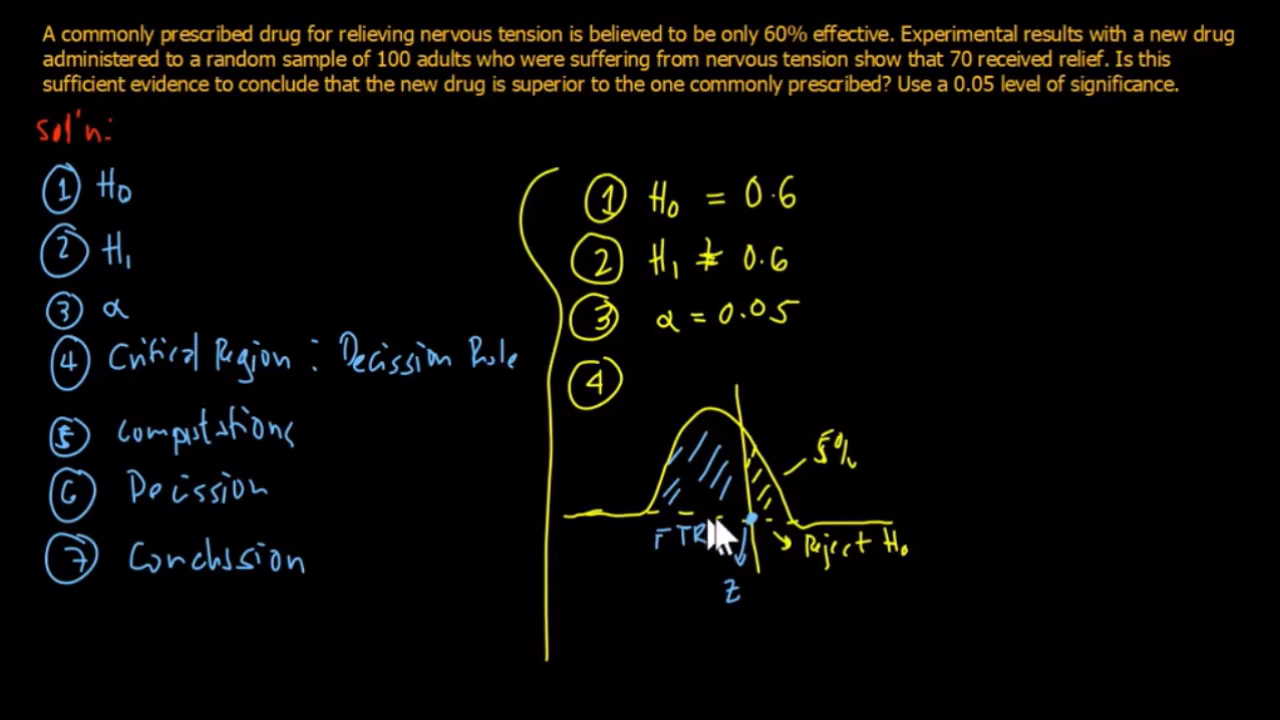 A commonly prescribed drug for relieving nervous tension is believed to be only 60% effective. Experimental results with a new drug
administered to a random sample of 100 adults who were suffering from nervous tension show that 70 received relief. Is this
sufficient evidence to conclude that the new drug is superior to the one commonly prescribed? Use a 0.05 level of significance.
Sol'n:
① H₀
② H₁
③ α
④ Critical Region : Decission Rule
⑤ Computations
⑥ Decission
⑦ Conclusion
① H₀ = 0.6
② H₁ ≠ 0.6
③ α = 0.05
④
5%
FTR
Reject H₀
Z